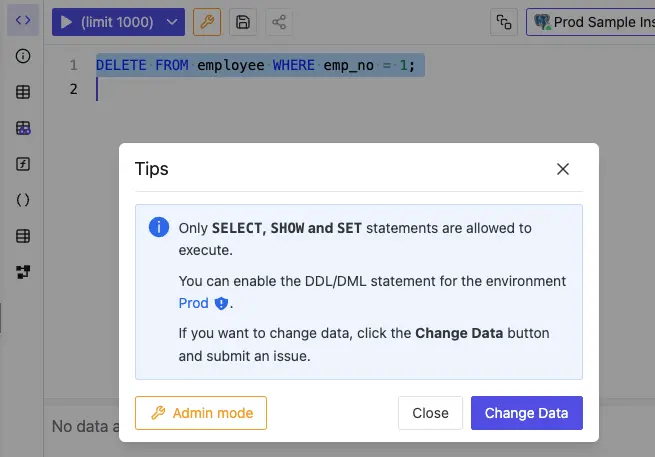 (limit 1000)
Prod Sample Ins
1 DELETE FROM employee WHERE emp_no = 1;
2
Tips
Only SELECT, SHOW and SET statements are allowed to
execute.
You can enable the DDL/DML statement for the environment
Prod .
If you want to change data, click the Change Data button
and submit an issue.
No data a
Admin mode
Close
Change Data